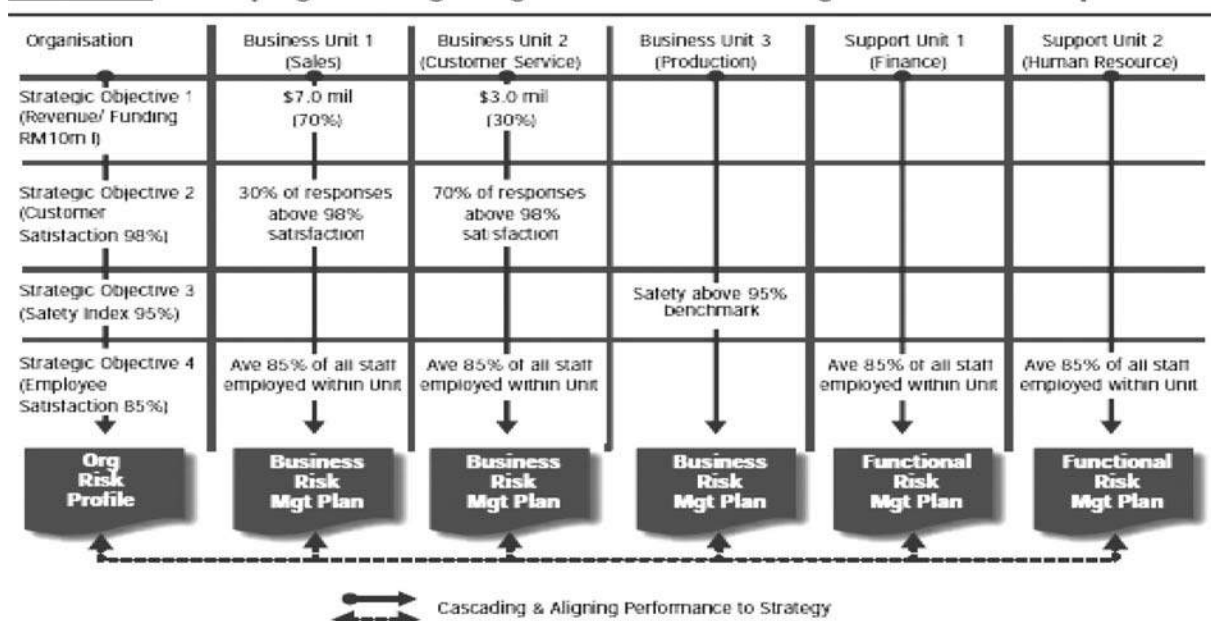 Organisation
Business Unit 1
(Sales)
Business Unit 2
(Customer Service)
Business Unit 3
(Production)
Support Unit 1
(Finance)
Support Unit 2
(Human Resource)
Strategic Objective 1
(Revenue/ Funding
RM10m l)
$7.0 mil
(70%)
$3.0 mil
(30%)
Strategic Objective 2
(Customer
Satisfaction 98%)
30% of responses
above 98%
satisfaction
70% of responses
above 98%
satisfaction
Strategic Objective 3
(Safety Index 95%)
Safety above 95%
benchmark
Strategic Objective 4
(Employee
Satisfaction 85%)
Ave 85% of all staff
employed within Unit
Ave 85% of all staff
employed within Unit
Ave 85% of all staff
employed within Unit
Ave 85% of all staff
employed within Unit
Org
Risk
Profile
Business
Risk
Mgt Plan
Business
Risk
Mgt Plan
Business
Risk
Mgt Plan
Functional
Risk
Mgt Plan
Functional
Risk
Mgt Plan
Cascading & Aligning Performance to Strategy